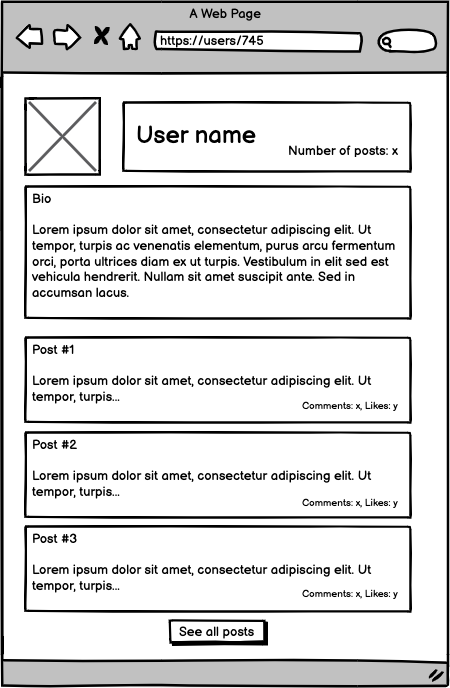 A Web Page
https://users/745
User name
Number of posts: x
Bio
Lorem ipsum dolor sit amet, consectetur adipiscing elit. Ut
tempor, turpis ac venenatis elementum, purus arcu fermentum
orci, porta ultrices diam ex ut turpis. Vestibulum in elit sed est
vehicula hendrerit. Nullam sit amet suscipit ante. Sed in
accumsan lacus.
Post #1
Lorem ipsum dolor sit amet, consectetur adipiscing elit. Ut
tempor, turpis...
Comments: x, Likes: y
Post #2
Lorem ipsum dolor sit amet, consectetur adipiscing elit. Ut
tempor, turpis...
Comments: x, Likes: y
Post #3
Lorem ipsum dolor sit amet, consectetur adipiscing elit. Ut
tempor, turpis...
Comments: x, Likes: y
See all posts